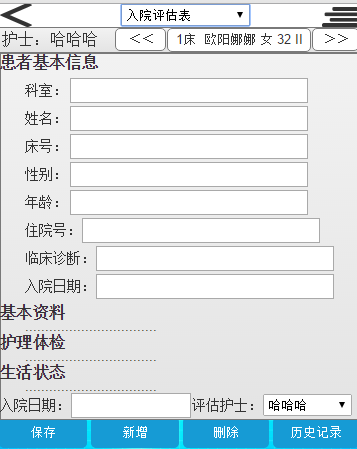 入院评估表
护士：哈哈哈 << 1床 欧阳娜娜 女 32 II >>
患者基本信息
科室：
姓名：
床号：
性别：
年龄：
住院号：
临床诊断：
入院日期：
基本资料
护理体检
生活状态
入院日期： 评估护士： 哈哈哈
保存 新增 删除 历史记录